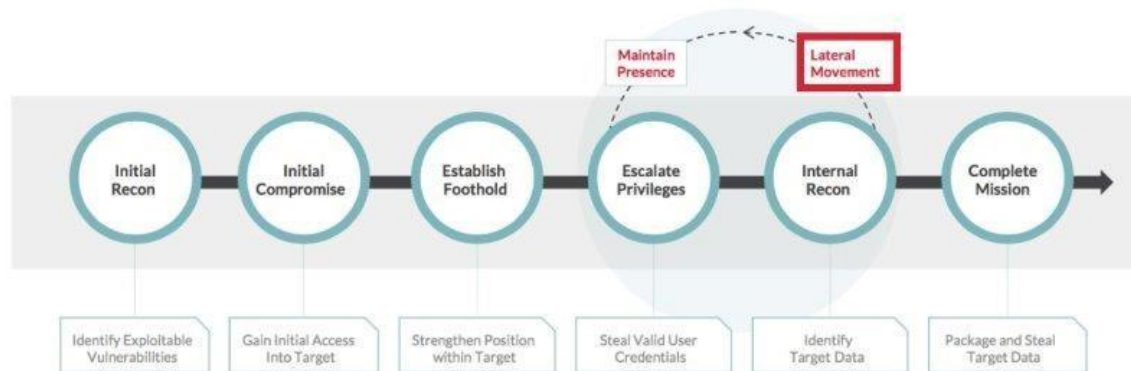 Maintain
Presence
Lateral
Movement
Initial
Recon
Initial
Compromise
Establish
Foothold
Escalate
Privileges
Internal
Recon
Complete
Mission
Identify Exploitable
Vulnerabilities
Gain Initial Access
Into Target
Strengthen Position
within Target
Steal Valid User
Credentials
Identify
Target Data
Package and Steal
Target Data